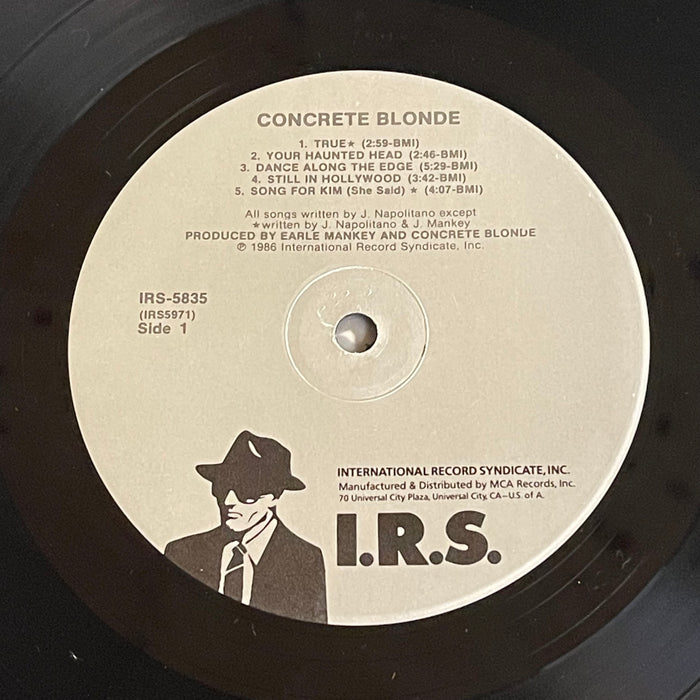 CONCRETE BLONDE
1. TRUE★ (2:59-BMI)
2. YOUR HAUNTED HEAD (2:46-BMI)
3. DANCE ALONG THE EDGE (5:29-BMI)
4. STILL IN HOLLYWOOD (3:42-BMI)
5. SONG FOR KIM (She Said) ★ (4:07-BMI)
All songs written by J. Napolitano except
★written by J. Napolitano & J. Mankey
PRODUCED BY EARLE MANKEY AND CONCRETE BLONDE
℗ 1986 International Record Syndicate, Inc.
IRS-5835
(IRS5971)
Side 1
INTERNATIONAL RECORD SYNDICATE, INC.
Manufactured & Distributed by MCA Records, Inc.
70 Universal City Plaza, Universal City, CA–U.S. of A.
I.R.S.